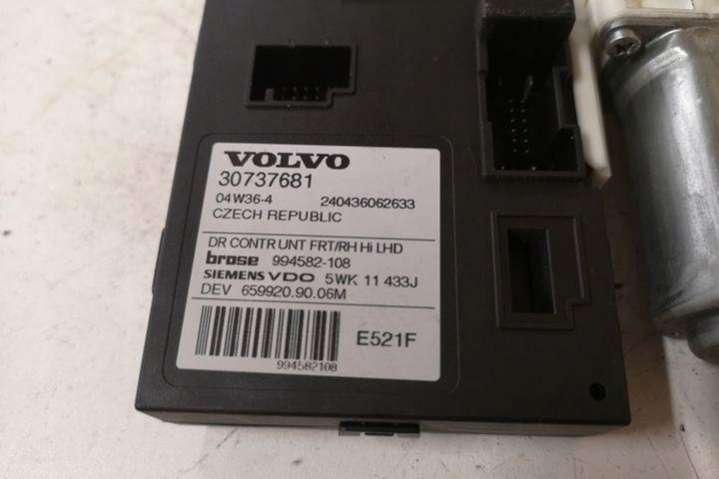 VOLVO
30737681
04W36-4 240436062633
CZECH REPUBLIC
DR CONTR UNT FRT/RH Hi LHD
brose 994582-108
SIEMENS VDO 5WK 11 433J
DEV 659920.90.06M
E521F
994582108